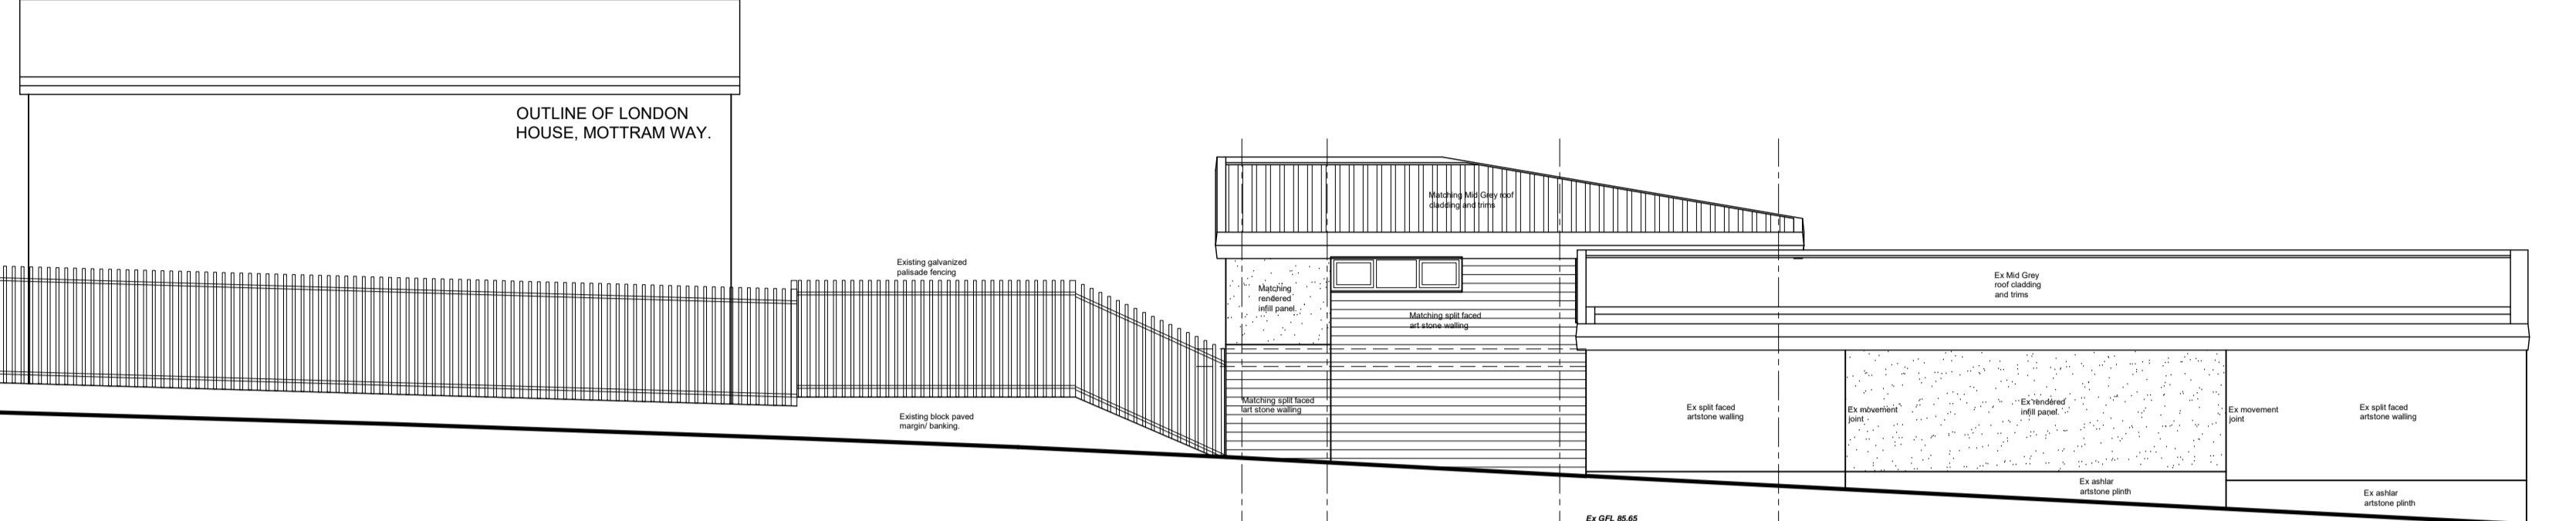 OUTLINE OF LONDON
HOUSE, MOTTRAM WAY.
Existing galvanized
palisade fencing
Existing block paved
margin/ banking.
Matching Mid Grey roof
cladding and trims
Matching
rendered
infill panel.
Matching split faced
art stone walling
Matching split faced
art stone walling
Ex Mid Grey
roof cladding
and trims
Ex split faced
artstone walling
Ex movement
joint
Ex rendered
infill panel.
Ex movement
joint
Ex split faced
artstone walling
Ex ashlar
artstone plinth
Ex ashlar
artstone plinth
Ex GFL 85.65